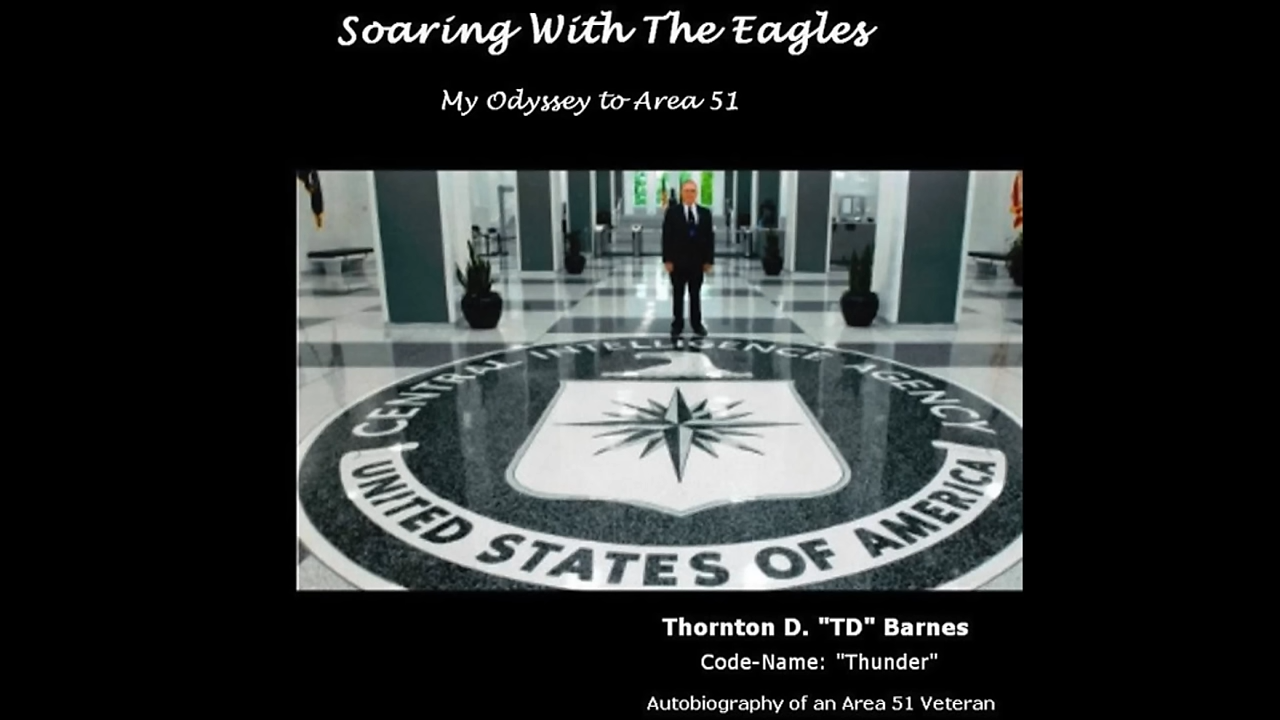 Soaring With The Eagles
My Odyssey to Area 51
CENTRAL INTELLIGENCE AGENCY
UNITED STATES OF AMERICA
Thornton D. "TD" Barnes
Code-Name: "Thunder"
Autobiography of an Area 51 Veteran